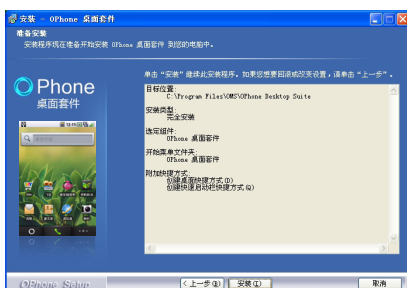 安装 - OPhone 桌面套件
准备安装
安装程序现在准备开始安装 OPhone 桌面套件 到您的电脑中。
单击“安装”继续此安装程序。如果您想要回顾或改变设置，请单击“上一步”。
OPhone
桌面套件
目标位置:
C:\Program Files\OMS\OPhone Desktop Suite
安装类型:
完全安装
选定组件:
OPhone 桌面套件
开始菜单文件夹:
OPhone 桌面套件
附加快捷方式:
创建桌面快捷方式(D)
创建快速启动栏快捷方式(Q)
OPhone Setup
< 上一步(B)
安装(I)
取消